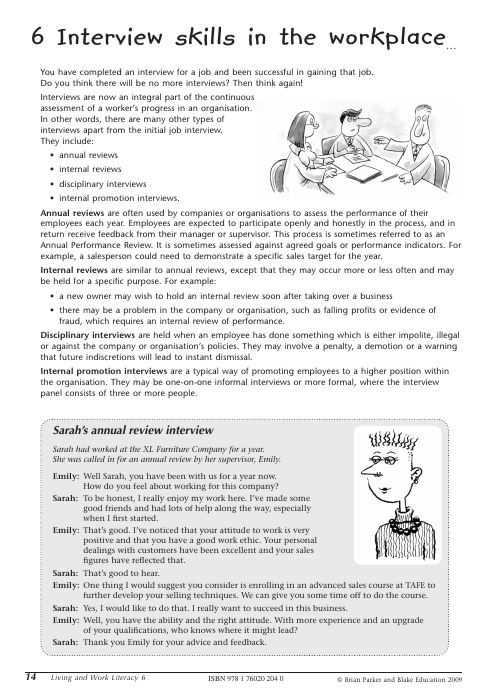 6 Interview skills in the workplace...
You have completed an interview for a job and been successful in gaining that job.
Do you think there will be no more interviews? Then think again!
Interviews are now an integral part of the continuous
assessment of a worker's progress in an organisation.
In other words, there are many other types of
interviews apart from the initial job interview.
They include:
• annual reviews
• internal reviews
• disciplinary interviews
• internal promotion interviews.
Annual reviews are often used by companies or organisations to assess the performance of their
employees each year. Employees are expected to participate openly and honestly in the process, and in
return receive feedback from their manager or supervisor. This process is sometimes referred to as an
Annual Performance Review. It is sometimes assessed against agreed goals or performance indicators. For
example, a salesperson could need to demonstrate a specific sales target for the year.
Internal reviews are similar to annual reviews, except that they may occur more or less often and may
be held for a specific purpose. For example:
• a new owner may wish to hold an internal review soon after taking over a business
• there may be a problem in the company or organisation, such as falling profits or evidence of
fraud, which requires an internal review of performance.
Disciplinary interviews are held when an employee has done something which is either impolite, illegal
or against the company or organisation's policies. They may involve a penalty, a demotion or a warning
that future indiscretions will lead to instant dismissal.
Internal promotion interviews are a typical way of promoting employees to a higher position within
the organisation. They may be one-on-one informal interviews or more formal, where the interview
panel consists of three or more people.
Sarah's annual review interview
Sarah had worked at the XL Furniture Company for a year.
She was called in for an annual review by her supervisor, Emily.
Emily: Well Sarah, you have been with us for a year now.
How do you feel about working for this company?
Sarah: To be honest, I really enjoy my work here. I've made some
good friends and had lots of help along the way, especially
when I first started.
Emily: That's good. I've noticed that your attitude to work is very
positive and that you have a good work ethic. Your personal
dealings with customers have been excellent and your sales
figures have reflected that.
Sarah: That's good to hear.
Emily: One thing I would suggest you consider is enrolling in an advanced sales course at TAFE to
further develop your selling techniques. We can give you some time off to do the course.
Sarah: Yes, I would like to do that. I really want to succeed in this business.
Emily: Well, you have the ability and the right attitude. With more experience and an upgrade
of your qualifications, who knows where it might lead?
Sarah: Thank you Emily for your advice and feedback.
14 Living and Work Literacy 6 ISBN 978 1 76020 204 0 © Brian Parker and Blake Education 2009